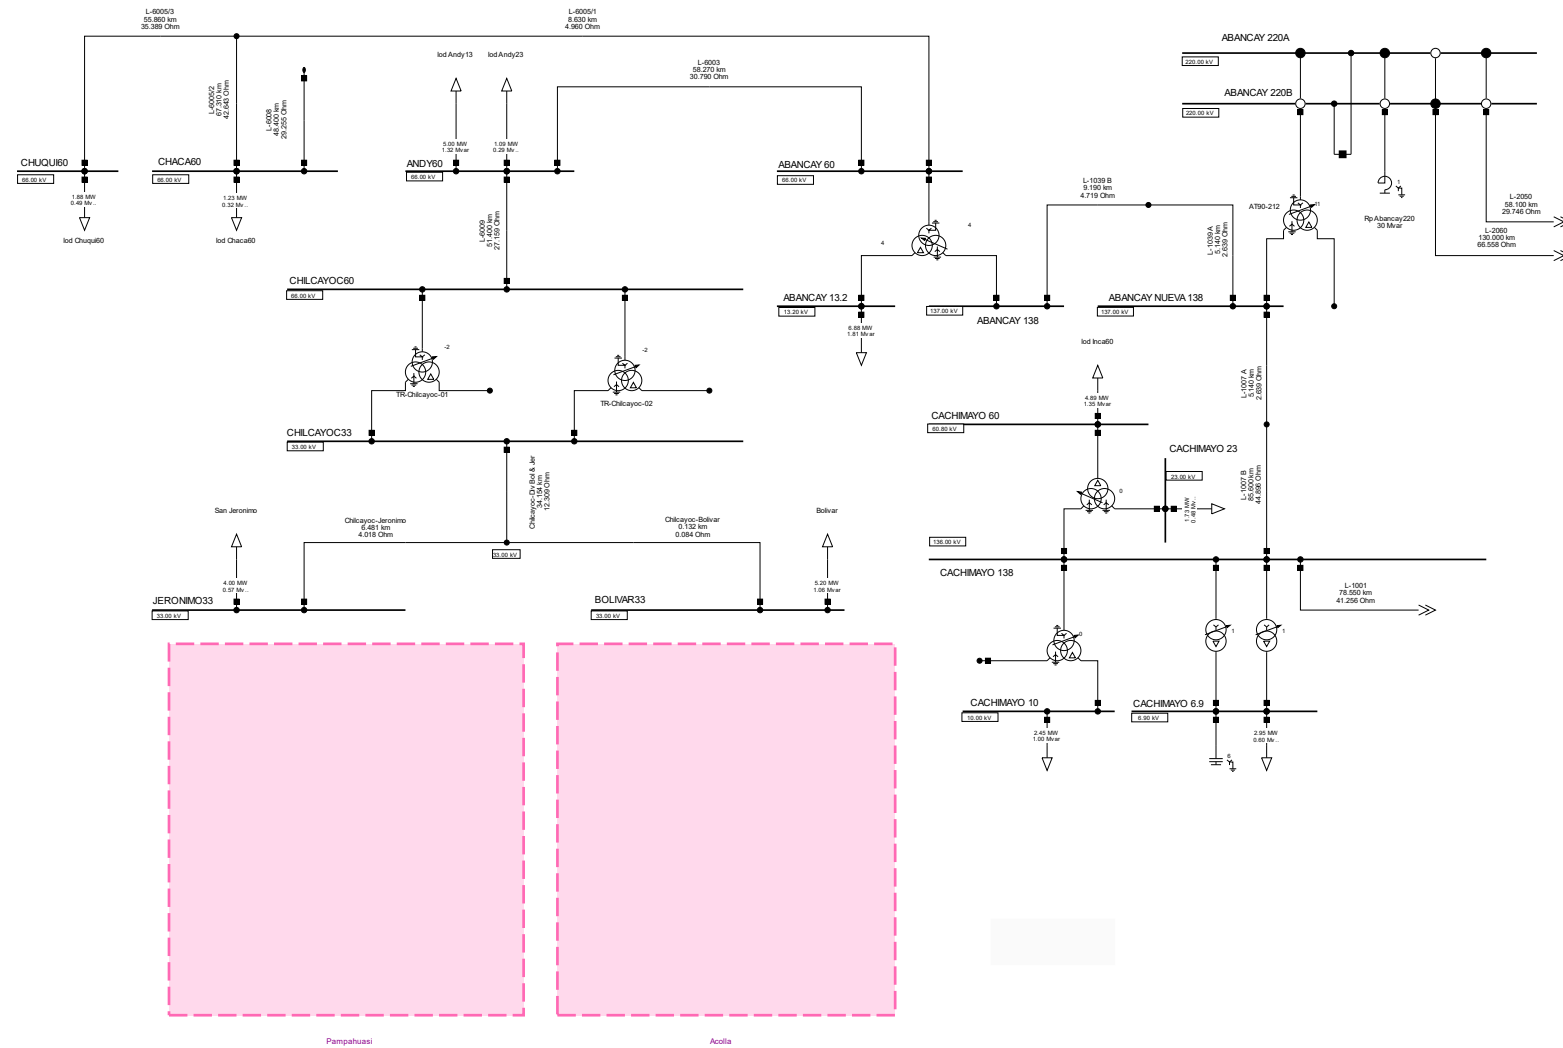 L-6005/3
55.860 km
35.389 Ohm
L-6005/1
8.630 km
4.960 Ohm
lod Andy13
lod Andy23
L-6003
58.270 km
30.790 Ohm
L-6005/2
67.310 km
42.643 Ohm
L-6008
48.400 km
29.255 Ohm
CHUQUI60
66.00 kV
1.88 MW
0.49 Mv..
lod Chuqui60
CHACA60
66.00 kV
1.23 MW
0.32 Mv..
lod Chaca60
5.00 MW
1.32 Mvar
1.09 MW
0.29 Mv..
ANDY60
66.00 kV
ABANCAY 60
66.00 kV
L-6009
51.400 km
27.159 Ohm
4
4
ABANCAY 220A
220.00 kV
ABANCAY 220B
220.00 kV
L-1039 B
9.190 km
4.719 Ohm
L-1039 A
5.140 km
2.639 Ohm
AT90-212
11
1
RpAbancay220
30 Mvar
L-2050
58.100 km
29.746 Ohm
L-2060
130.000 km
66.558 Ohm
CHILCAYOC60
66.00 kV
-2
TR-Chilcayoc-01
-2
TR-Chilcayoc-02
ABANCAY 13.2
13.20 kV
6.88 MW
1.81 Mvar
137.00 kV
ABANCAY 138
ABANCAY NUEVA 138
137.00 kV
lod Inca60
4.89 MW
1.35 Mvar
L-1007 A
5.140 km
2.639 Ohm
CACHIMAYO 60
60.80 kV
CHILCAYOC33
33.00 kV
Chilcayoc-Div Bol & Jer
34.154 km
12.309 Ohm
CACHIMAYO 23
23.00 kV
0
1.73 MW
0.48 Mv..
L-1007 B
85.600 km
44.898 Ohm
San Jeronimo
Chilcayoc-Jeronimo
6.481 km
4.018 Ohm
Chilcayoc-Bolivar
0.132 km
0.084 Ohm
Bolivar
33.00 kV
136.00 kV
CACHIMAYO 138
4.00 MW
0.57 Mv..
5.20 MW
1.06 Mvar
JERONIMO33
33.00 kV
BOLIVAR33
33.00 kV
L-1001
78.550 km
41.256 Ohm
0
1
1
CACHIMAYO 10
10.00 kV
2.45 MW
1.00 Mvar
CACHIMAYO 6.9
6.90 kV
2.95 MW
0.60 Mv..
Pampahuasi
Acolla